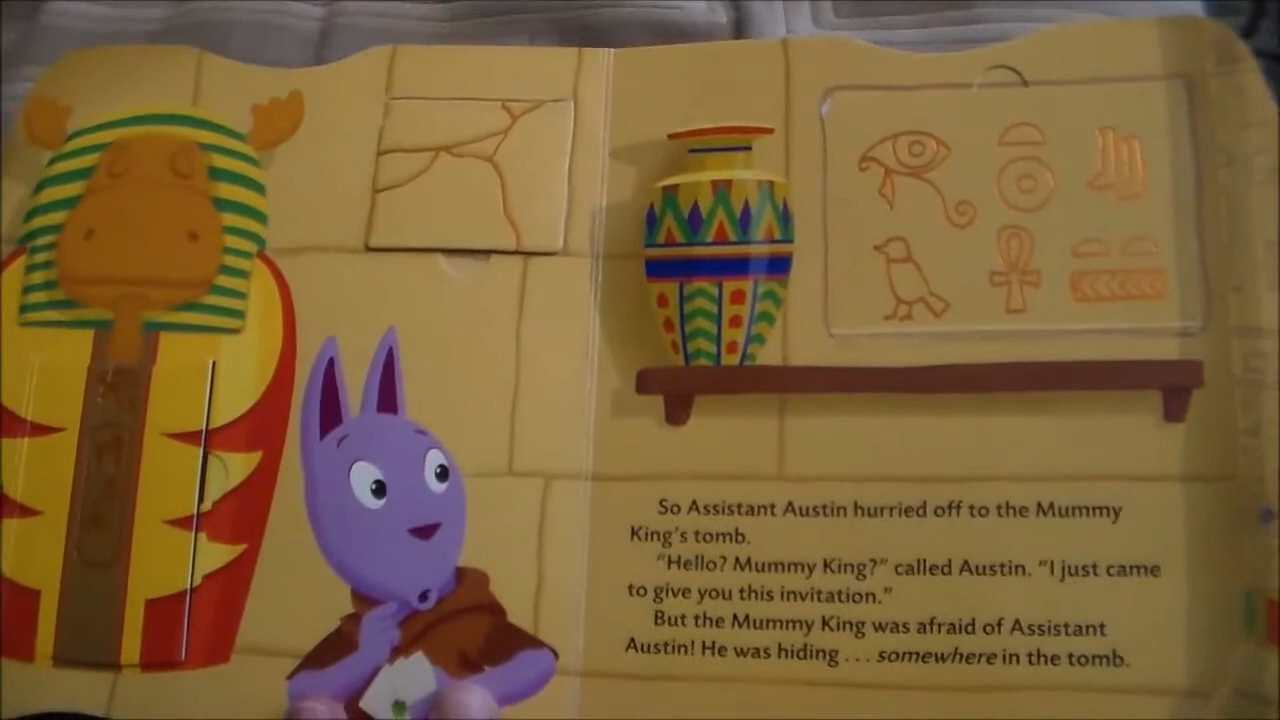 So Assistant Austin hurried off to the Mummy
King's tomb.
"Hello? Mummy King?" called Austin. "I just came
to give you this invitation."
But the Mummy King was afraid of Assistant
Austin! He was hiding . . . somewhere in the tomb.